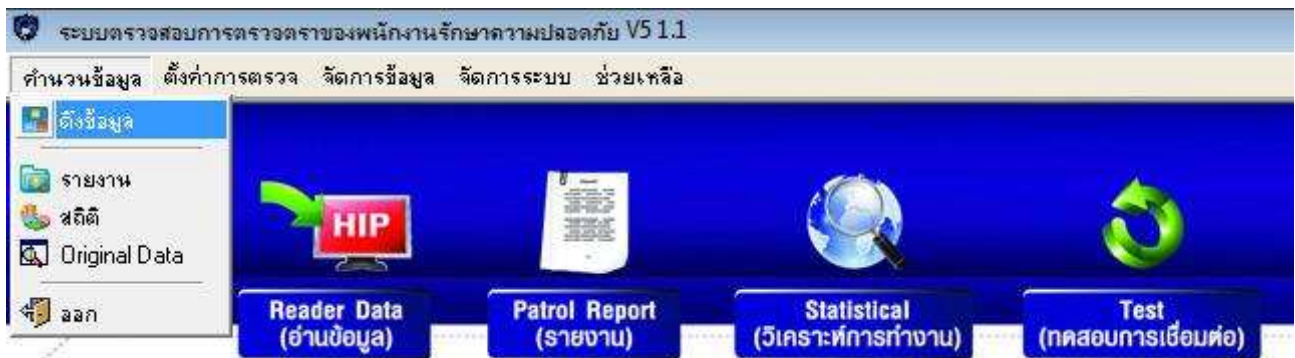 ระบบตรวจสอบการตรวจตราของพนักงานรักษาความปลอดภัย V5 1.1
คำนวนข้อมูล ตั้งค่าการตรวจ จัดการข้อมูล จัดการระบบ ช่วยเหลือ
ดึงข้อมูล
รายงาน
สถิติ
Original Data
ออก
HIP
Reader Data
(อ่านข้อมูล)
Patrol Report
(รายงาน)
Statistical
(วิเคราะห์การทำงาน)
Test
(ทดสอบการเชื่อมต่อ)